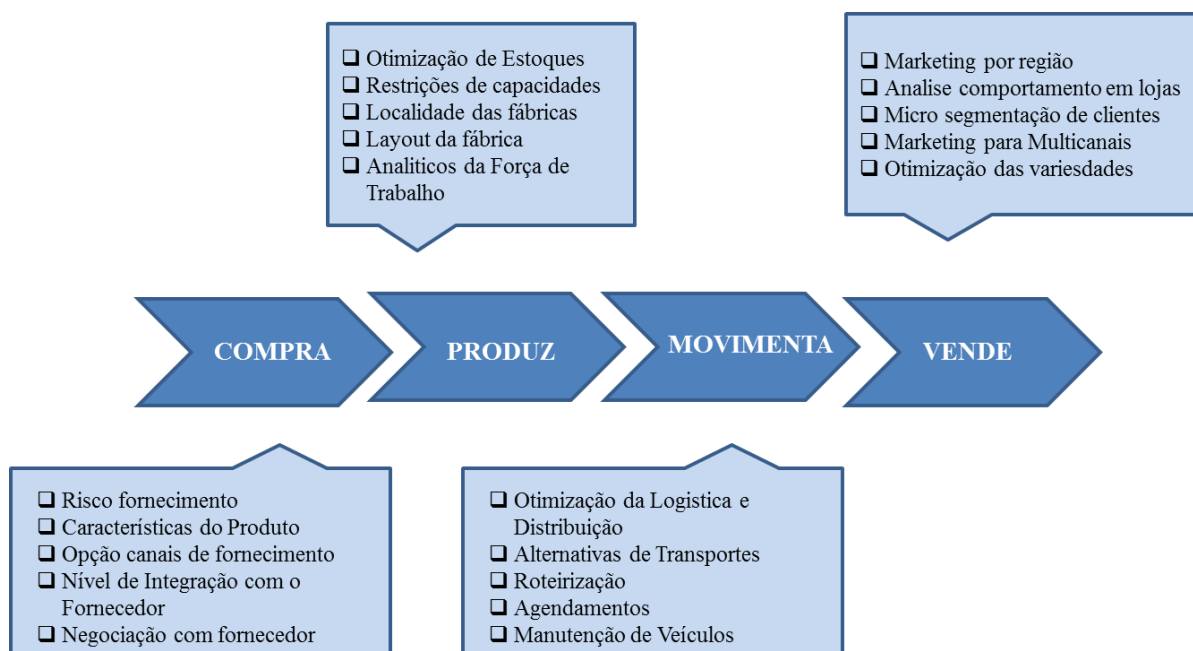 ❑ Otimização de Estoques
❑ Restrições de capacidades
❑ Localidade das fábricas
❑ Layout da fábrica
❑ Analiticos da Força de
Trabalho
❑ Marketing por região
❑ Analise comportamento em lojas
❑ Micro segmentação de clientes
❑ Marketing para Multicanais
❑ Otimização das variesdades
COMPRA
PRODUZ
MOVIMENTA
VENDE
❑ Risco fornecimento
❑ Características do Produto
❑ Opção canais de fornecimento
❑ Nível de Integração com o
Fornecedor
❑ Negociação com fornecedor
❑ Otimização da Logistica e
Distribuição
❑ Alternativas de Transportes
❑ Roteirização
❑ Agendamentos
❑ Manutenção de Veículos